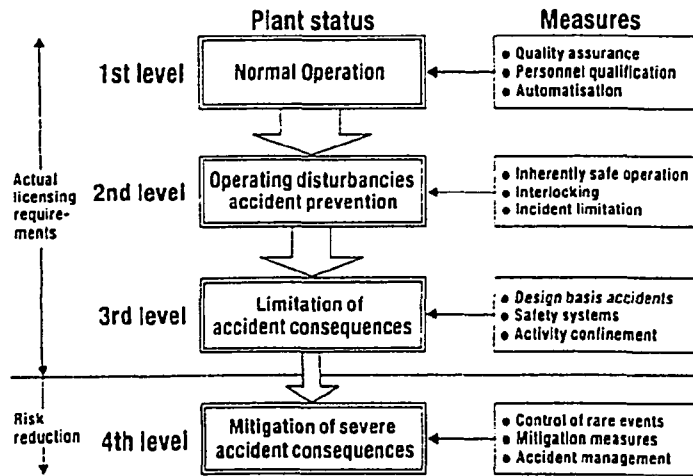 Plant status
Measures
1st level
Normal Operation
• Quality assurance
• Personnel qualification
• Automatisation
Actual
licensing
require-
ments
2nd level
Operating disturbancies
accident prevention
• Inherently safe operation
• Interlocking
• Incident limitation
3rd level
Limitation of
accident consequences
• Design basis accidents
• Safety systems
• Activity confinement
Risk
reduction
4th level
Mitigation of severe
accident consequences
• Control of rare events
• Mitigation measures
• Accident management